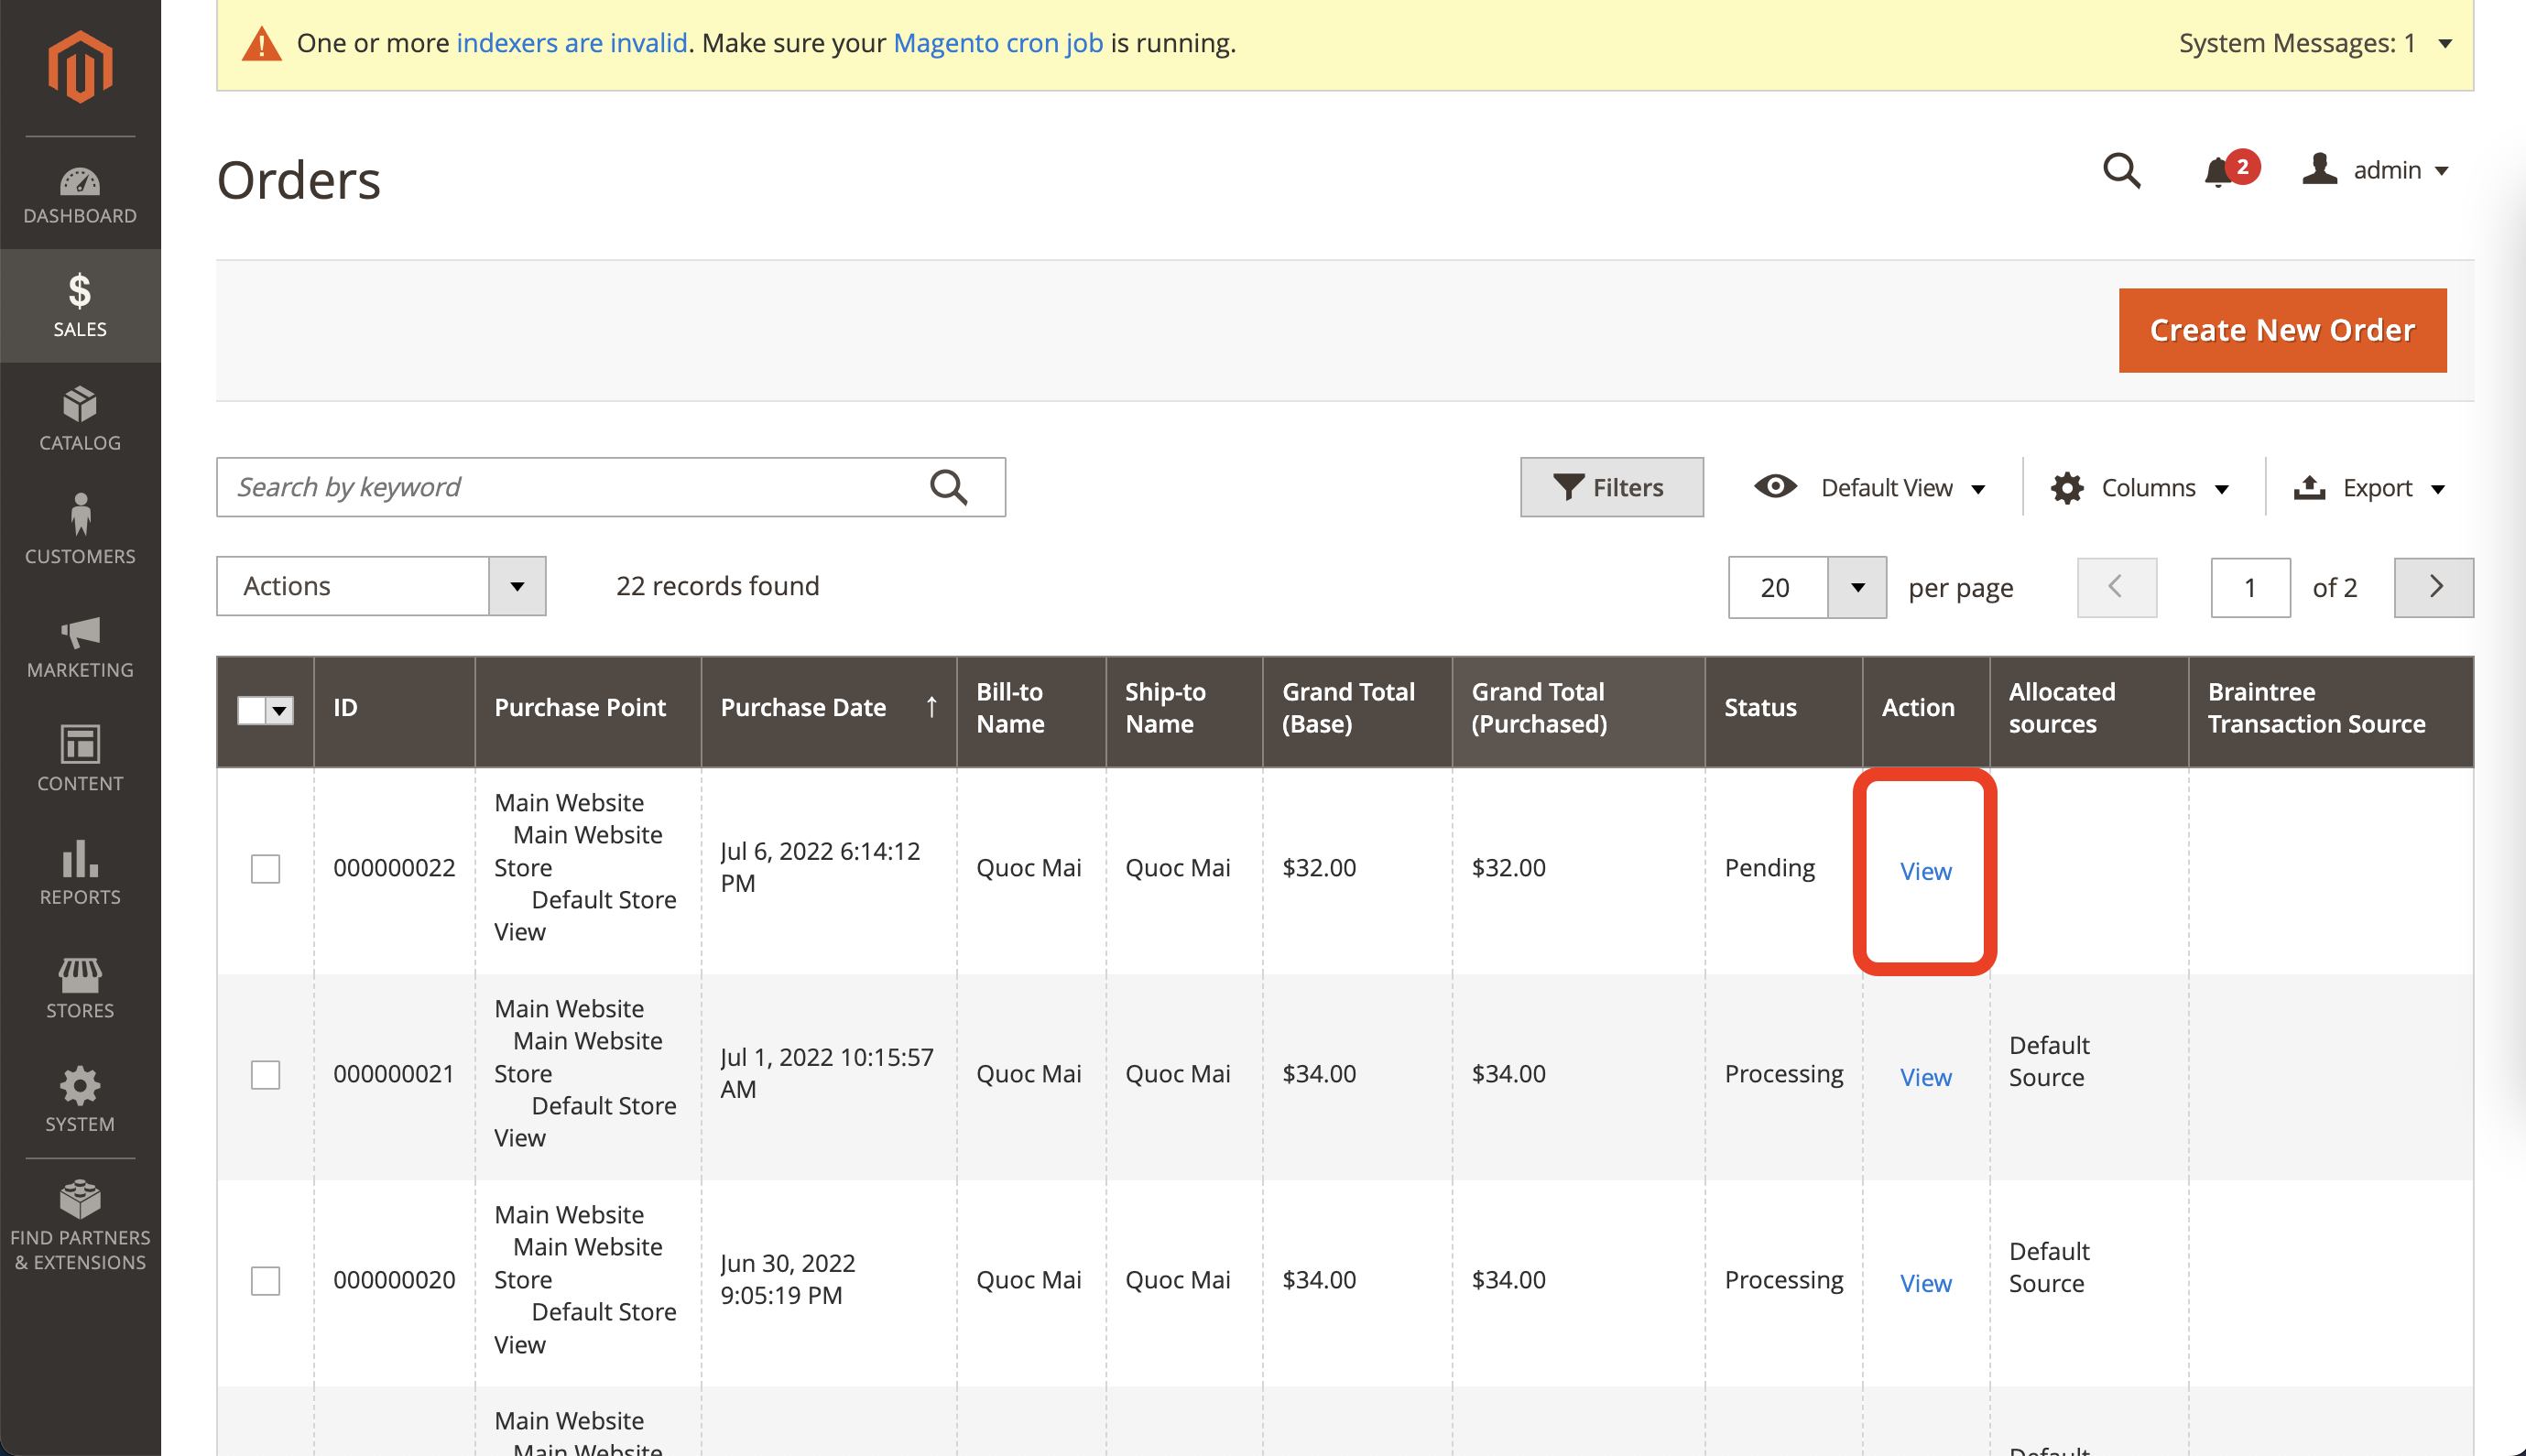 One or more indexers are invalid. Make sure your Magento cron job is running.
System Messages: 1
DASHBOARD
SALES
CATALOG
CUSTOMERS
MARKETING
CONTENT
REPORTS
STORES
SYSTEM
FIND PARTNERS
& EXTENSIONS
Orders
2
admin
Create New Order
Search by keyword
Filters
Default View
Columns
Export
Actions
22 records found
20
per page
1
of 2
ID
Purchase Point
Purchase Date
Bill-to
Name
Ship-to
Name
Grand Total
(Base)
Grand Total
(Purchased)
Status
Action
Allocated
sources
Braintree
Transaction Source
000000022
Main Website
Main Website
Store
Default Store
View
Jul 6, 2022 6:14:12
PM
Quoc Mai
Quoc Mai
$32.00
$32.00
Pending
View
000000021
Main Website
Main Website
Store
Default Store
View
Jul 1, 2022 10:15:57
AM
Quoc Mai
Quoc Mai
$34.00
$34.00
Processing
View
Default
Source
000000020
Main Website
Main Website
Store
Default Store
View
Jun 30, 2022
9:05:19 PM
Quoc Mai
Quoc Mai
$34.00
$34.00
Processing
View
Default
Source
Main Website
Main Website
Default